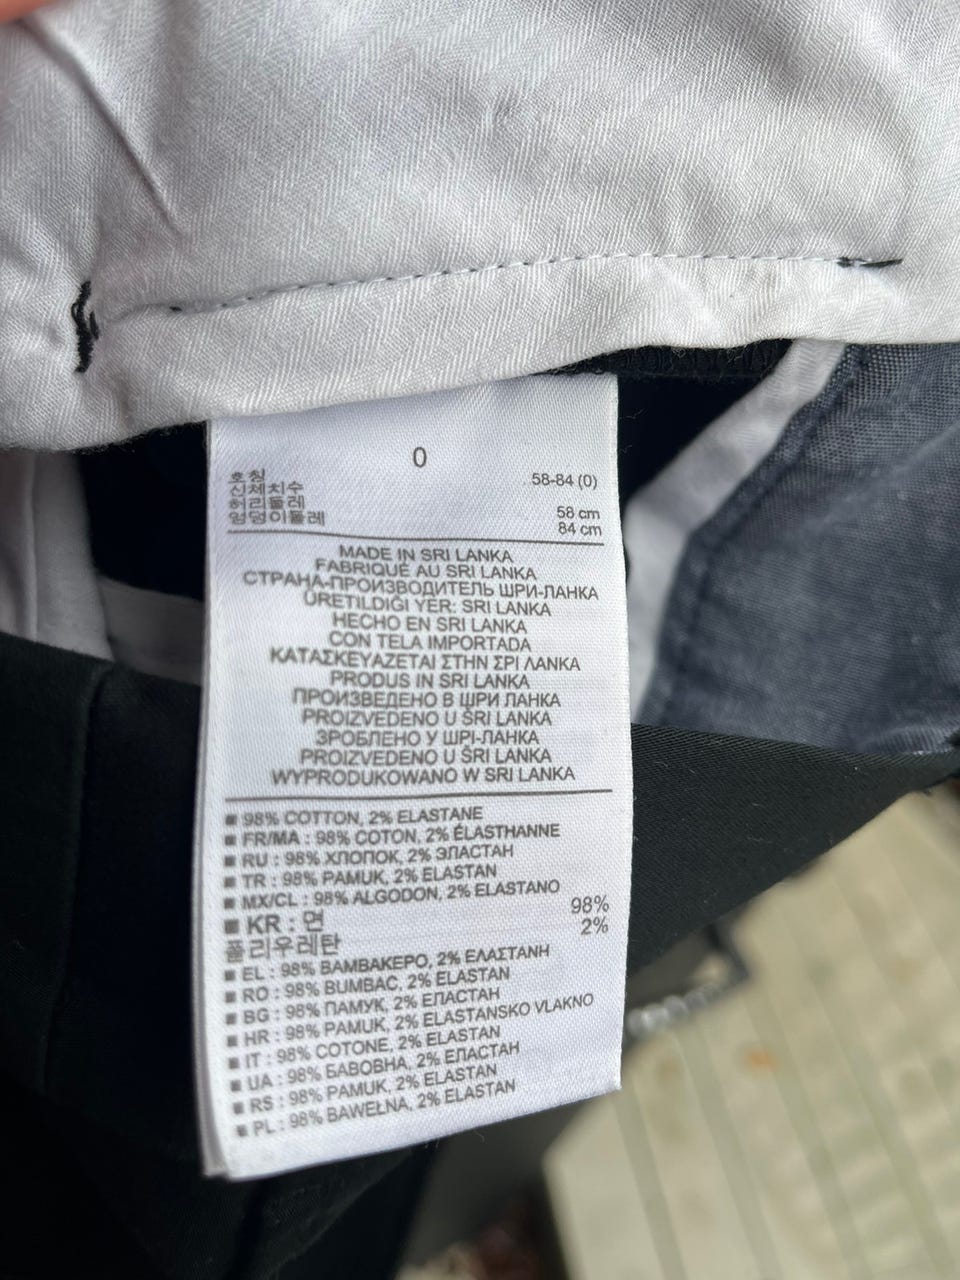 0
호칭
신체치수 58-84 (0)
허리둘레 58 cm
엉덩이둘레 84 cm
MADE IN SRI LANKA
FABRIQUÉ AU SRI LANKA
СТРАНА-ПРОИЗВОДИТЕЛЬ ШРИ-ЛАНКА
ÜRETILDIĞI YER: SRI LANKA
HECHO EN SRI LANKA
CON TELA IMPORTADA
ΚΑΤΑΣΚΕΥΑΖΕΤΑΙ ΣΤΗΝ ΣΡΙ ΛΑΝΚΑ
PRODUS IN SRI LANKA
ПРОИЗВЕДЕНО В ШРИ ЛАНКА
PROIZVEDENO U ŠRI LANKA
ЗРОБЛЕНО У ШРІ-ЛАНКА
PROIZVEDENO U ŠRI LANKA
WYPRODUKOWANO W SRI LANKA
■ 98% COTTON, 2% ELASTANE
■ FR/MA : 98% COTON, 2% ÉLASTHANNE
■ RU : 98% ХЛОПОК, 2% ЭЛАСТАН
■ TR : 98% PAMUK, 2% ELASTAN
■ MX/CL : 98% ALGODON, 2% ELASTANO
■ KR : 면 98%
폴리우레탄 2%
■ EL : 98% ΒΑΜΒΑΚΕΡΟ, 2% ΕΛΑΣΤΑΝΗ
■ RO : 98% BUMBAC, 2% ELASTAN
■ BG : 98% ПАМУК, 2% ЕЛАСТАН
■ HR : 98% PAMUK, 2% ELASTANSKO VLAKNO
■ IT : 98% COTONE, 2% ELASTAN
■ UA : 98% БАВОВНА, 2% ЕЛАСТАН
■ RS : 98% PAMUK, 2% ELASTAN
■ PL : 98% BAWEŁNA, 2% ELASTAN